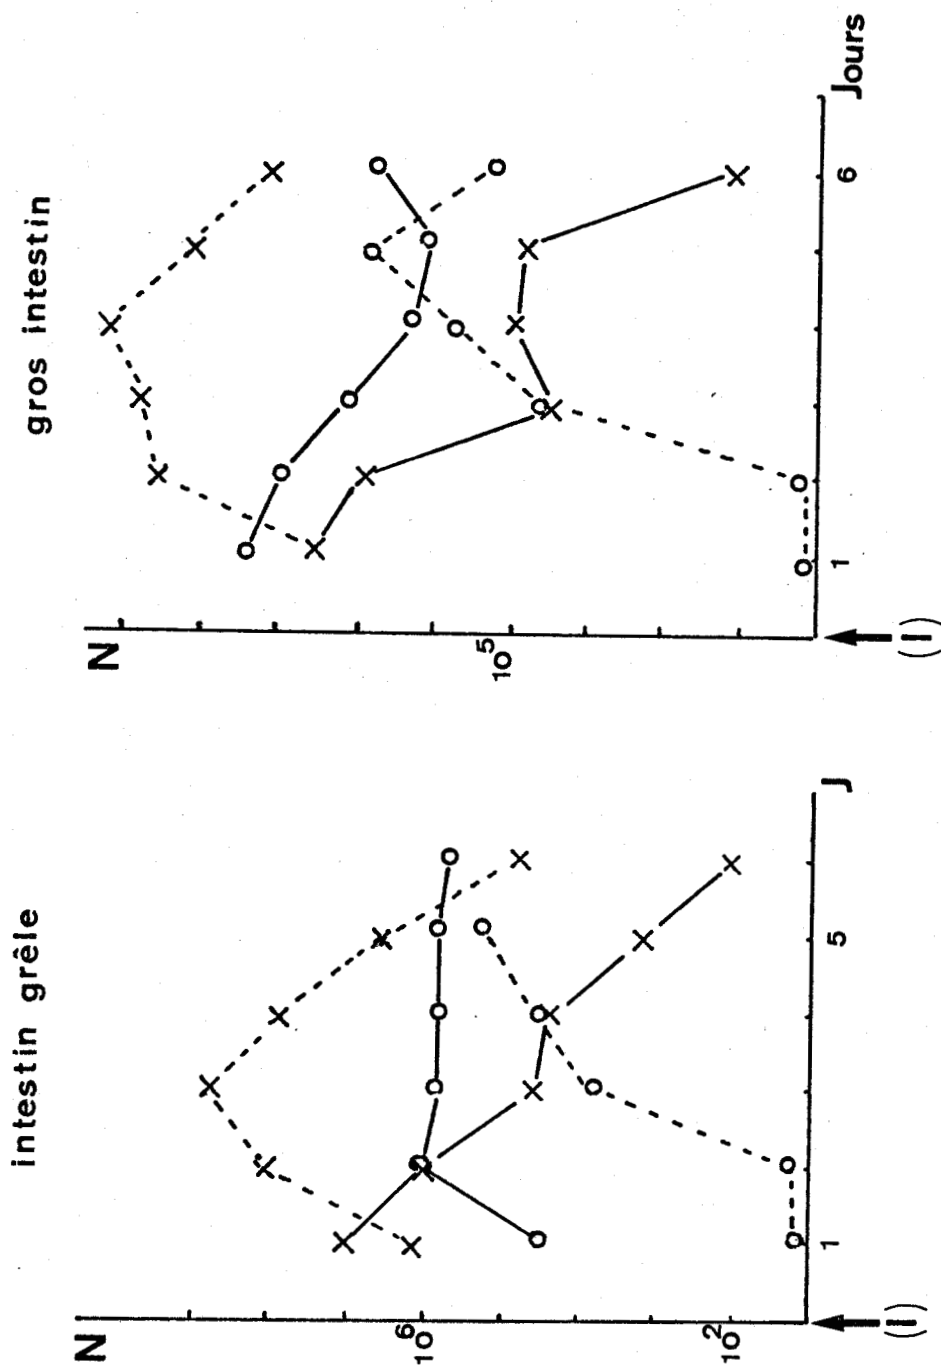 intestin grêle
N
10⁶
10²
(I)
1
5
J
gros intestin
N
10⁵
(I)
1
6
Jours